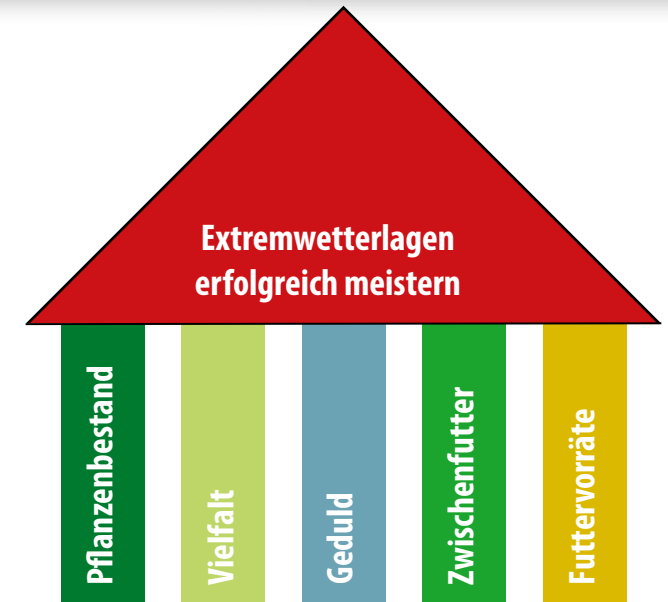 Extremwetterlagen
erfolgreich meistern
Pflanzenbestand
Vielfalt
Geduld
Zwischenfutter
Futtervorräte